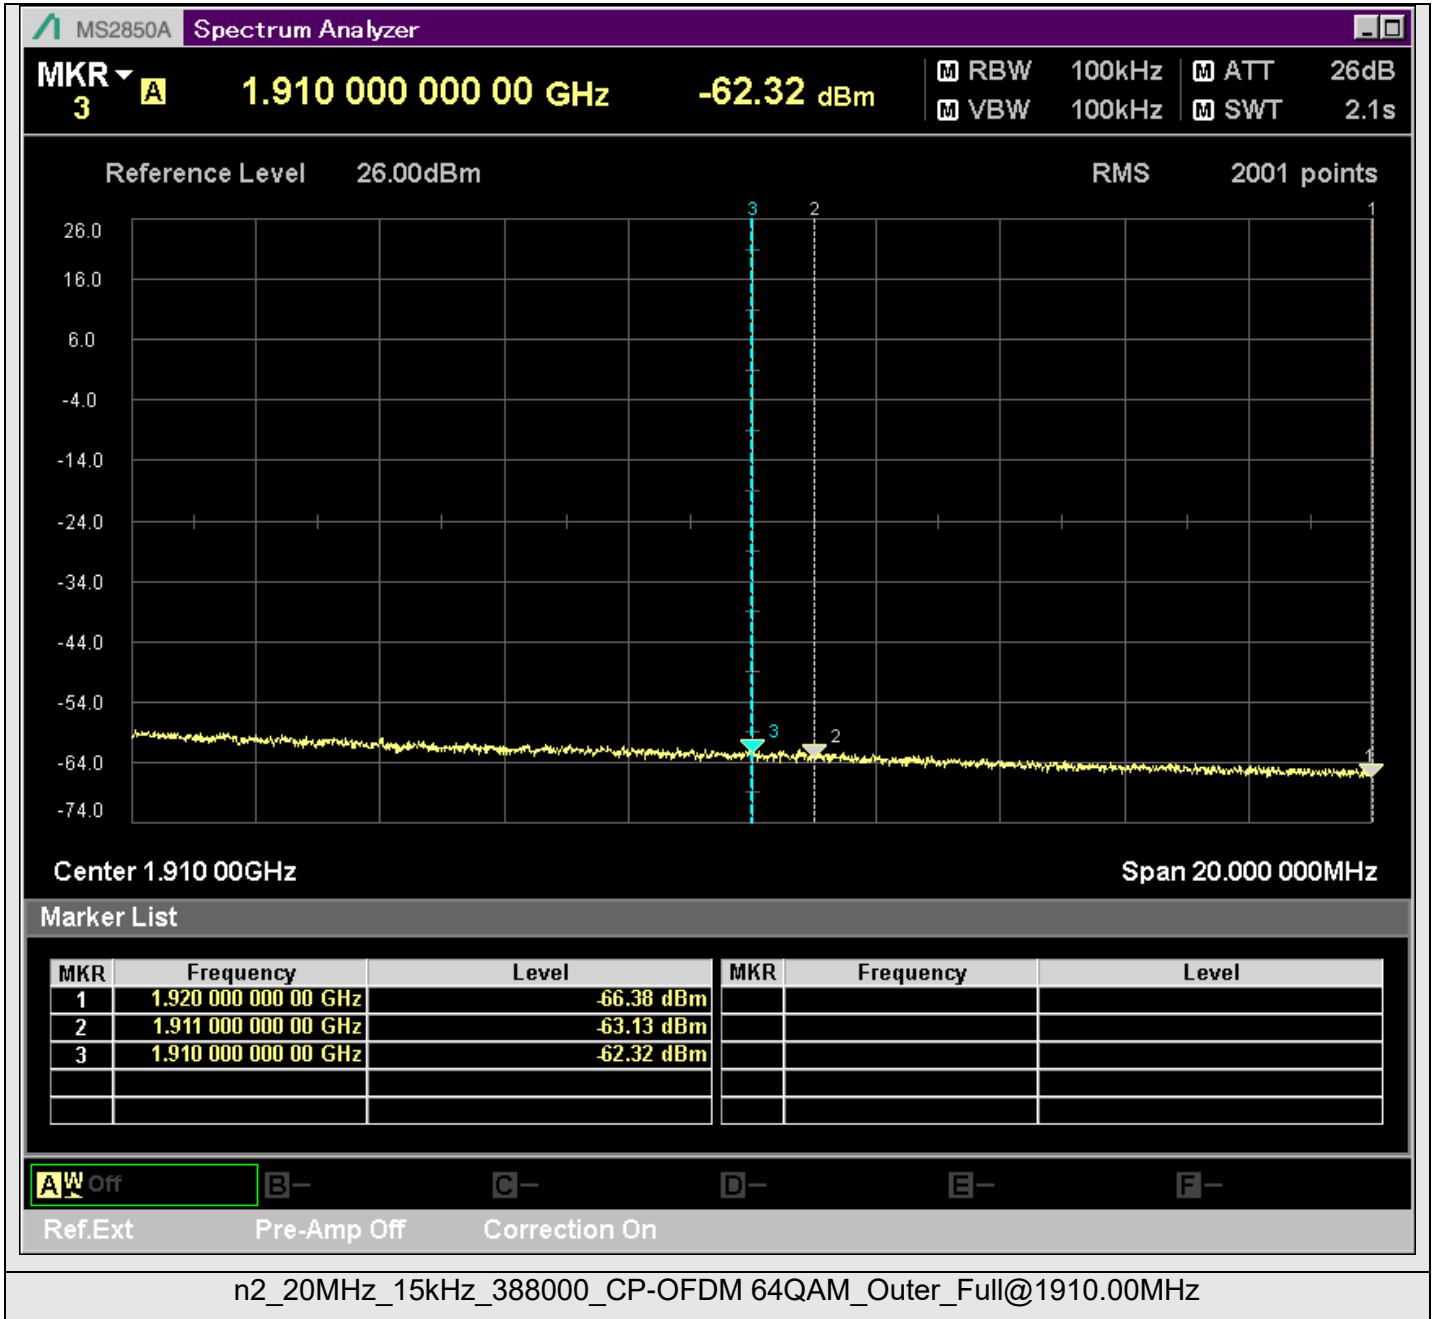 MS2850A Spectrum Analyzer
MKR 3 A 1.910 000 000 00 GHz -62.32 dBm
M RBW 100kHz M ATT 26dB
M VBW 100kHz M SWT 2.1s
Reference Level 26.00dBm RMS 2001 points
3 2 1
26.0
16.0
6.0
-4.0
-14.0
-24.0
-34.0
-44.0
-54.0
3 2 1
-64.0
-74.0
Center 1.910 00GHz Span 20.000 000MHz
Marker List
MKR Frequency Level MKR Frequency Level
1 1.920 000 000 00 GHz -66.38 dBm
2 1.911 000 000 00 GHz -63.13 dBm
3 1.910 000 000 00 GHz -62.32 dBm
A W Off B - C - D - E - F -
Ref.Ext Pre-Amp Off Correction On
n2_20MHz_15kHz_388000_CP-OFDM 64QAM_Outer_Full@1910.00MHz